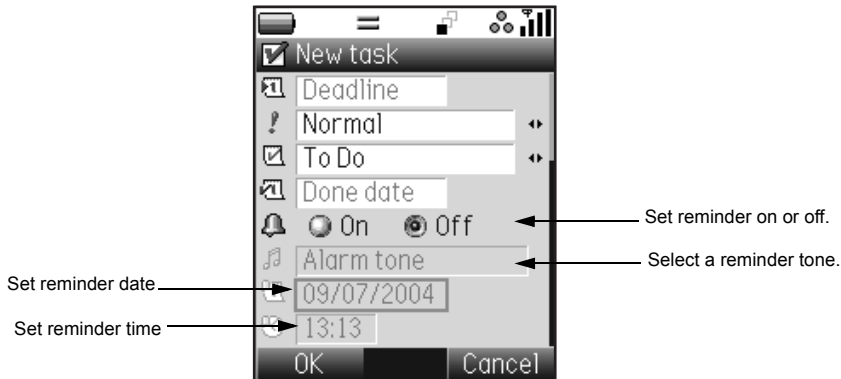 New task
Deadline
Normal
To Do
Done date
On Off
Set reminder on or off.
Alarm tone
Select a reminder tone.
Set reminder date
09/07/2004
Set reminder time
13:13
OK Cancel